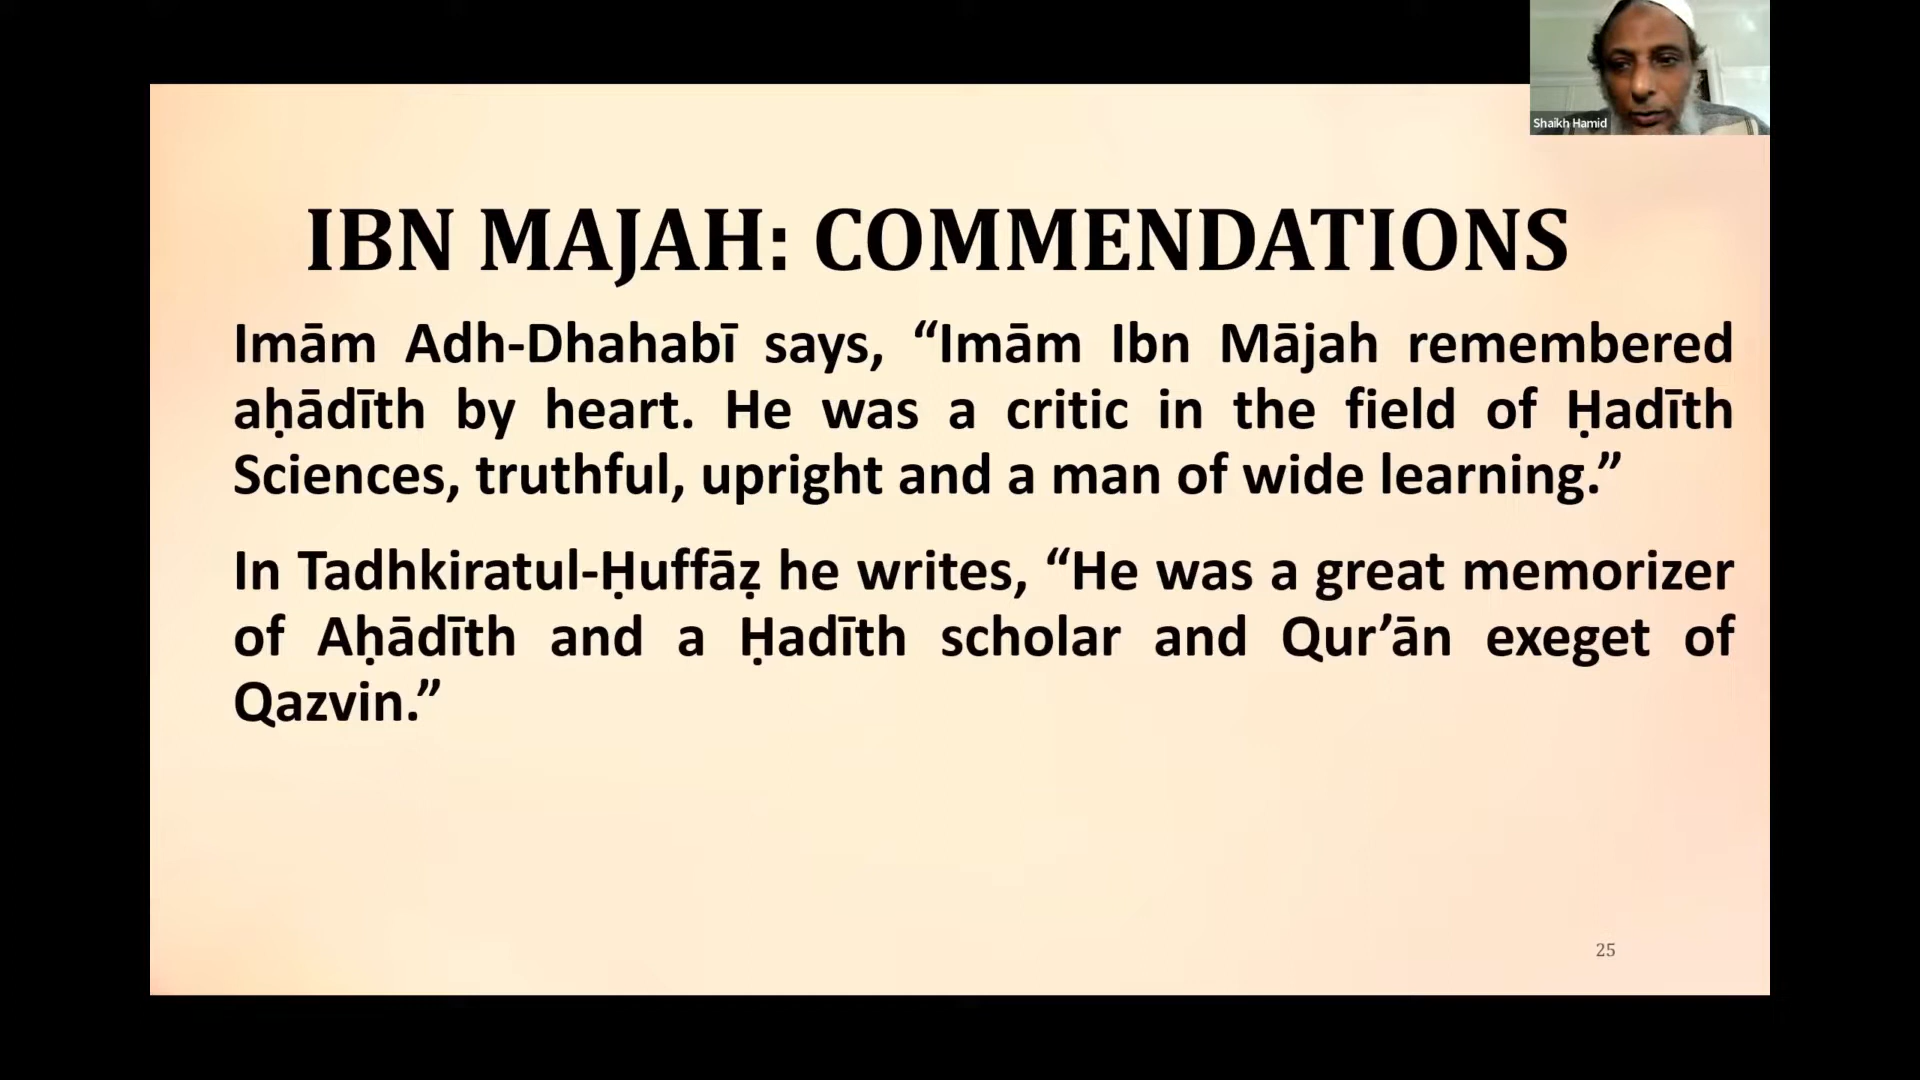 Shaikh Hamid
IBN MAJAH: COMMENDATIONS
Imām Adh-Dhahabī says, “Imām Ibn Mājah remembered
aḥādīth by heart. He was a critic in the field of Ḥadīth
Sciences, truthful, upright and a man of wide learning.”
In Tadhkiratul-Ḥuffāẓ he writes, “He was a great memorizer
of Aḥādīth and a Ḥadīth scholar and Qur’ān exeget of
Qazvin.”
25